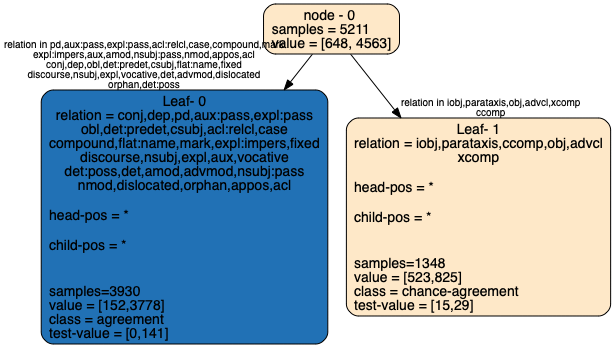 node - 0
samples = 5211
value = [648, 4563]
relation in pd,aux:pass,expl:pass,acl:relcl,case,compound,mark
expl:impers,aux,amod,nsubj:pass,nmod,appos,acl
conj,dep,obl,det:predet,csubj,flat:name,fixed
discourse,nsubj,expl,vocative,det,advmod,dislocated
orphan,det:poss
Leaf- 0
relation = conj,dep,pd,aux:pass,expl:pass
obl,det:predet,csubj,acl:relcl,case
compound,flat:name,mark,expl:impers,fixed
discourse,nsubj,expl,aux,vocative
det:poss,det,amod,advmod,nsubj:pass
nmod,dislocated,orphan,appos,acl
head-pos = *
child-pos = *
samples=3930
value = [152,3778]
class = agreement
test-value = [0,141]
relation in iobj,parataxis,obj,advcl,xcomp
ccomp
Leaf- 1
relation = iobj,parataxis,ccomp,obj,advcl
xcomp
head-pos = *
child-pos = *
samples=1348
value = [523,825]
class = chance-agreement
test-value = [15,29]